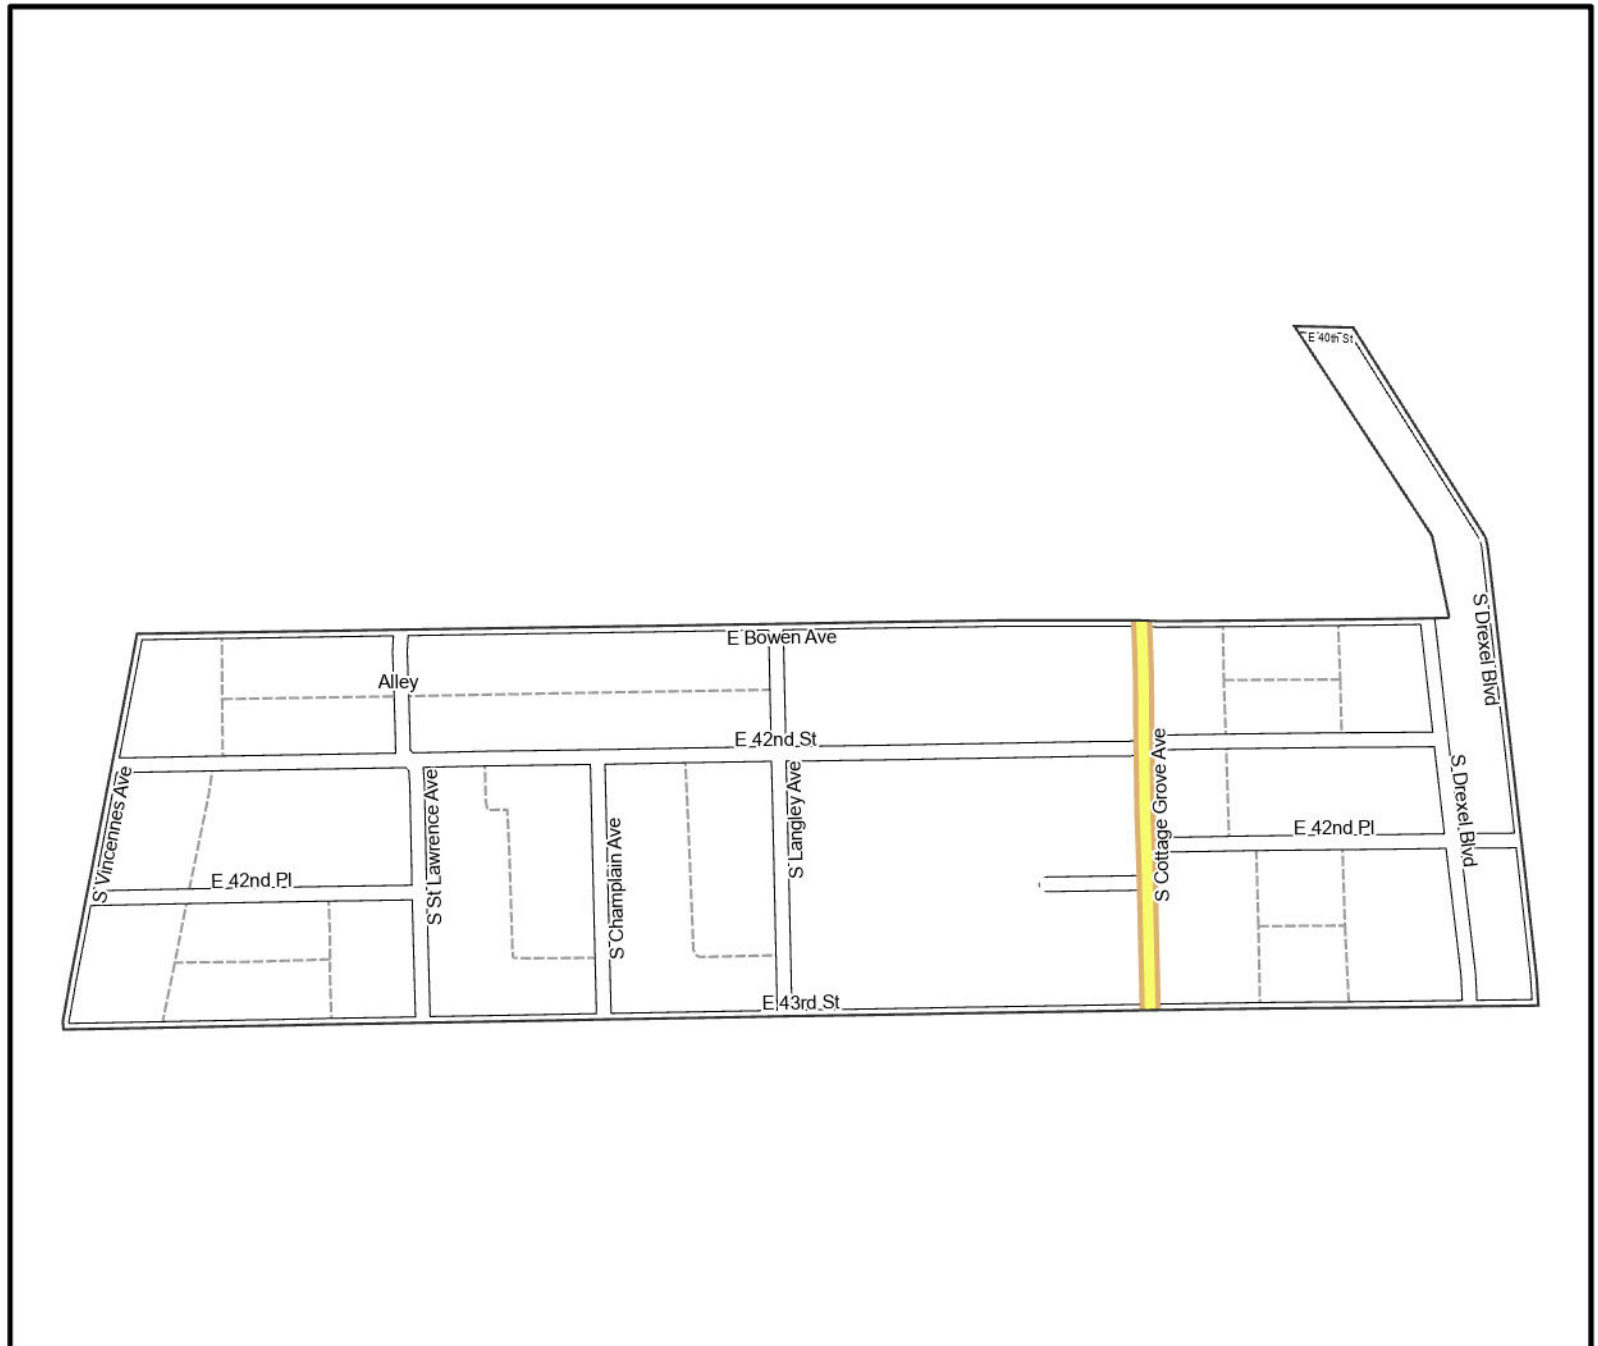 E 40th St
S Drexel Blvd
E Bowen Ave
Alley
E 42nd St
S Cottage Grove Ave
S Drexel Blvd
S Vincennes Ave
S St Lawrence Ave
S Langley Ave
S Champlain Ave
E 42nd Pl
E 42nd Pl
E 43rd St